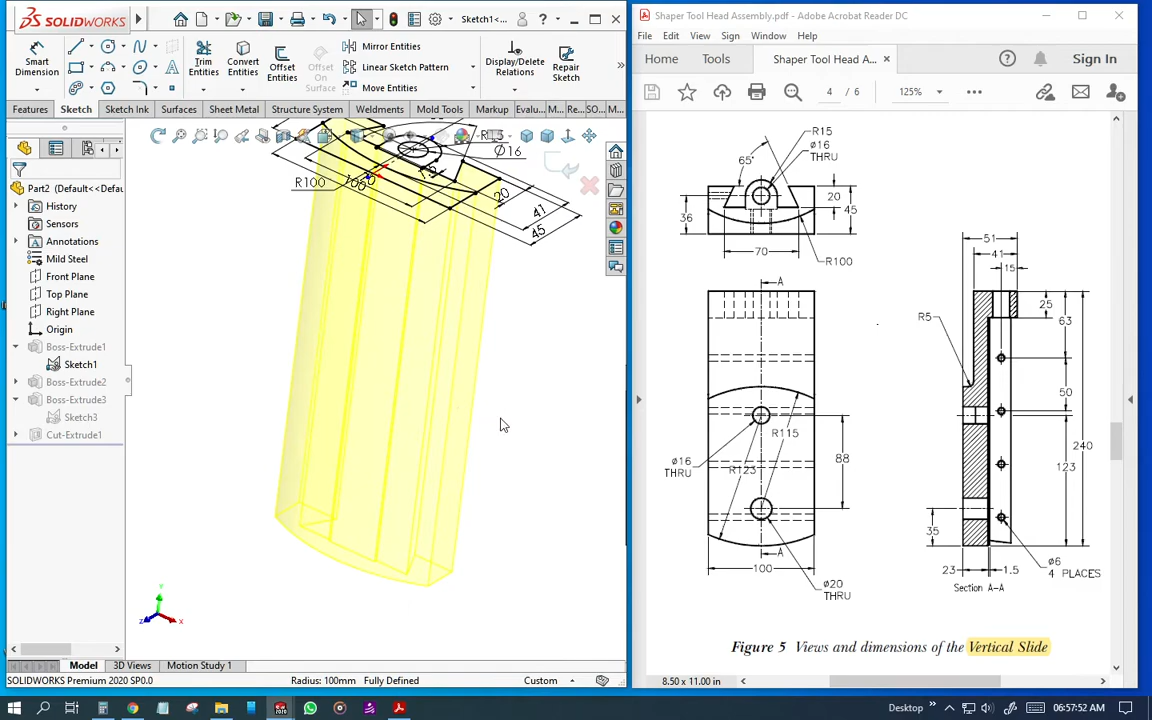 SOLIDWORKS
Sketch1<...
Smart Dimension
Trim Entities
Convert Entities
Offset Entities
Offset On Surface
Mirror Entities
Linear Sketch Pattern
Move Entities
Display/Delete Relations
Repair Sketch
Features
Sketch
Sketch Ink
Surfaces
Sheet Metal
Structure System
Weldments
Mold Tools
Markup
Evalu...
M...
Re...
SO...
M...
Part2 (Default<<Defau
History
Sensors
Annotations
Mild Steel
Front Plane
Top Plane
Right Plane
Origin
Boss-Extrude1
Sketch1
Boss-Extrude2
Boss-Extrude3
Sketch3
Cut-Extrude1
R15
Ø16
R100
20
41
45
Y
X
Z
Model
3D Views
Motion Study 1
SOLIDWORKS Premium 2020 SP0.0
Radius: 100mm
Fully Defined
Custom
Shaper Tool Head Assembly.pdf - Adobe Acrobat Reader DC
File Edit View Sign Window Help
Home
Tools
Shaper Tool Head A...
Sign In
4 / 6
125%
R15
ø16
THRU
65°
36
20
45
70
R100
51
41
15
A
R5
25
63
50
R115
ø16
THRU
R123
88
240
123
35
A
100
ø20
THRU
23
1.5
ø6
4 PLACES
Section A-A
Figure 5 Views and dimensions of the Vertical Slide
8.50 x 11.00 in
Desktop
06:57:52 AM